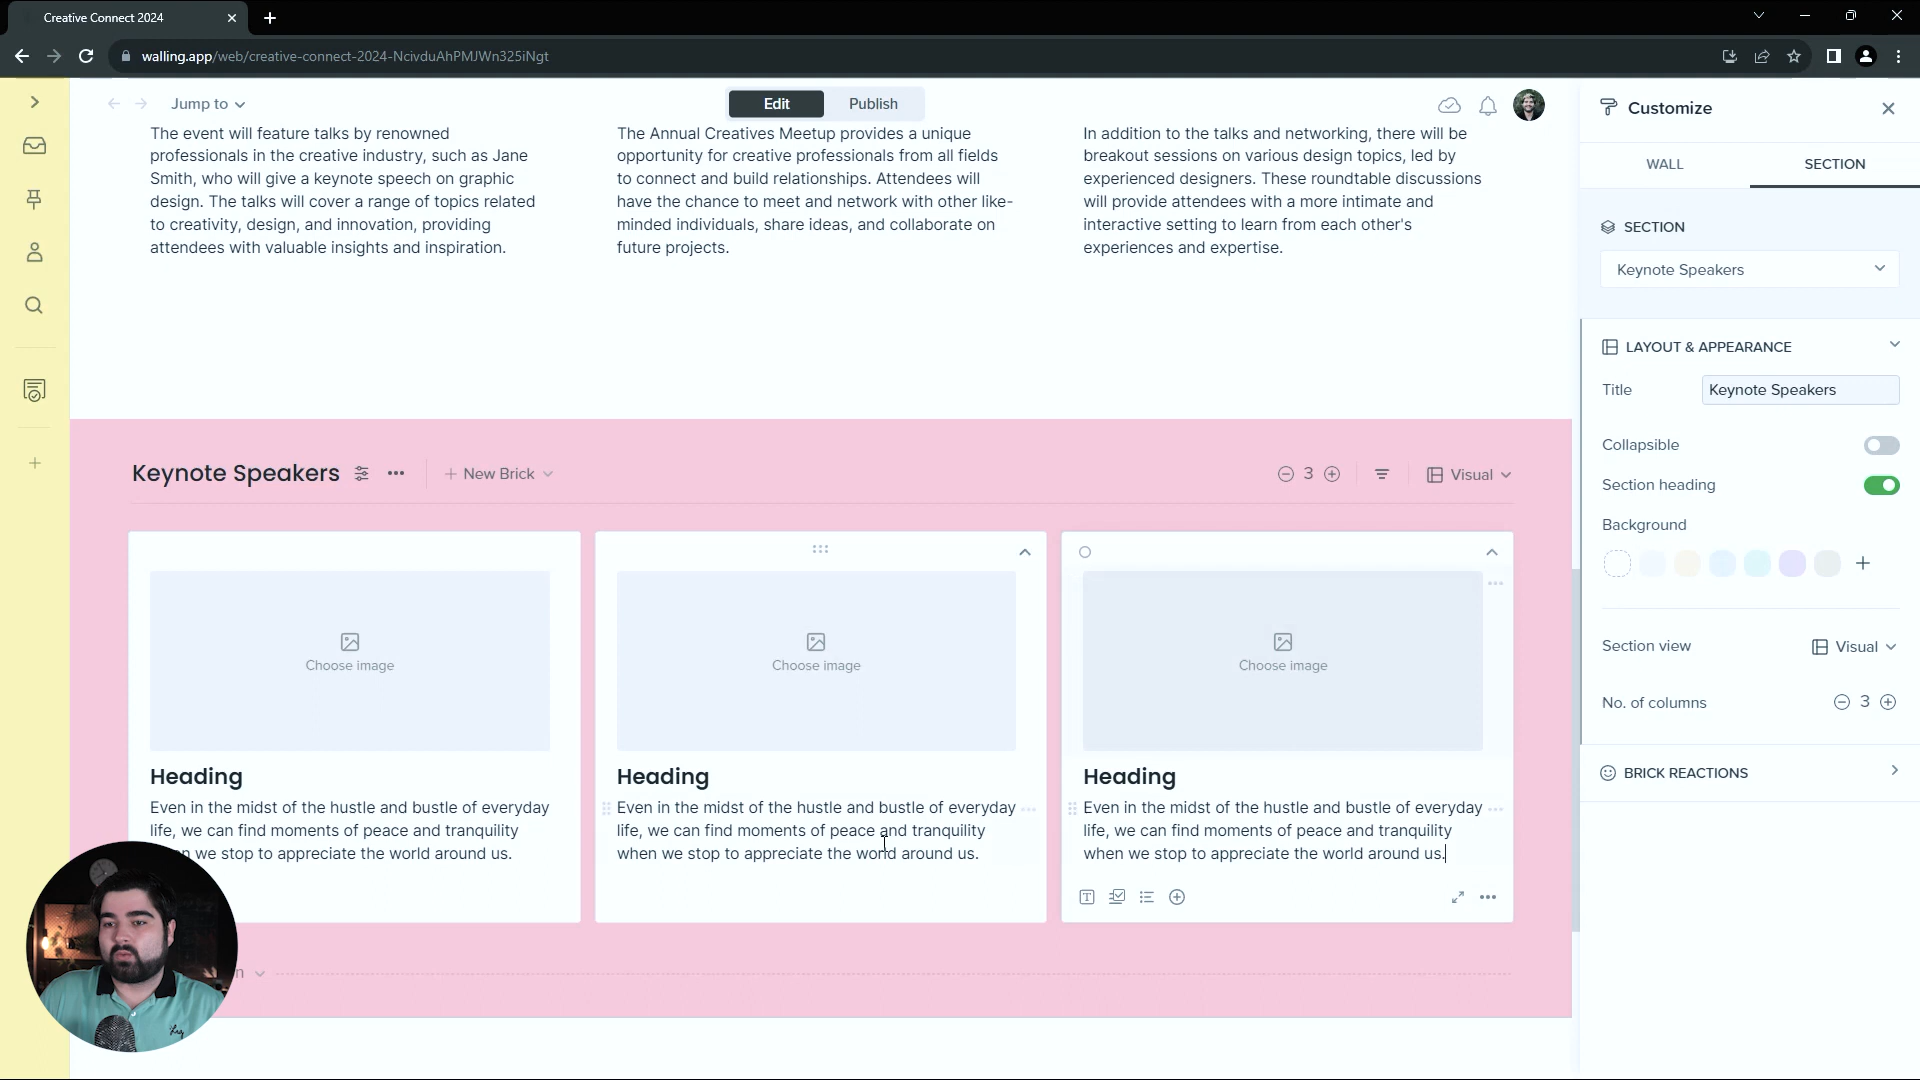 Creative Connect 2024
walling.app/web/creative-connect-2024-NcivduAhPMJWn325iNgt
Jump to
Edit
Publish
Customize
WALL
SECTION
The event will feature talks by renowned
professionals in the creative industry, such as Jane
Smith, who will give a keynote speech on graphic
design. The talks will cover a range of topics related
to creativity, design, and innovation, providing
attendees with valuable insights and inspiration.
The Annual Creatives Meetup provides a unique
opportunity for creative professionals from all fields
to connect and build relationships. Attendees will
have the chance to meet and network with other like-
minded individuals, share ideas, and collaborate on
future projects.
In addition to the talks and networking, there will be
breakout sessions on various design topics, led by
experienced designers. These roundtable discussions
will provide attendees with a more intimate and
interactive setting to learn from each other's
experiences and expertise.
SECTION
Keynote Speakers
LAYOUT & APPEARANCE
Title
Keynote Speakers
Collapsible
Section heading
Background
Section view
Visual
No. of columns
3
BRICK REACTIONS
Keynote Speakers
New Brick
3
Visual
Choose image
Heading
Even in the midst of the hustle and bustle of everyday
life, we can find moments of peace and tranquility
we stop to appreciate the world around us.
Choose image
Heading
Even in the midst of the hustle and bustle of everyday
life, we can find moments of peace and tranquility
when we stop to appreciate the world around us.
Choose image
Heading
Even in the midst of the hustle and bustle of everyday
life, we can find moments of peace and tranquility
when we stop to appreciate the world around us.